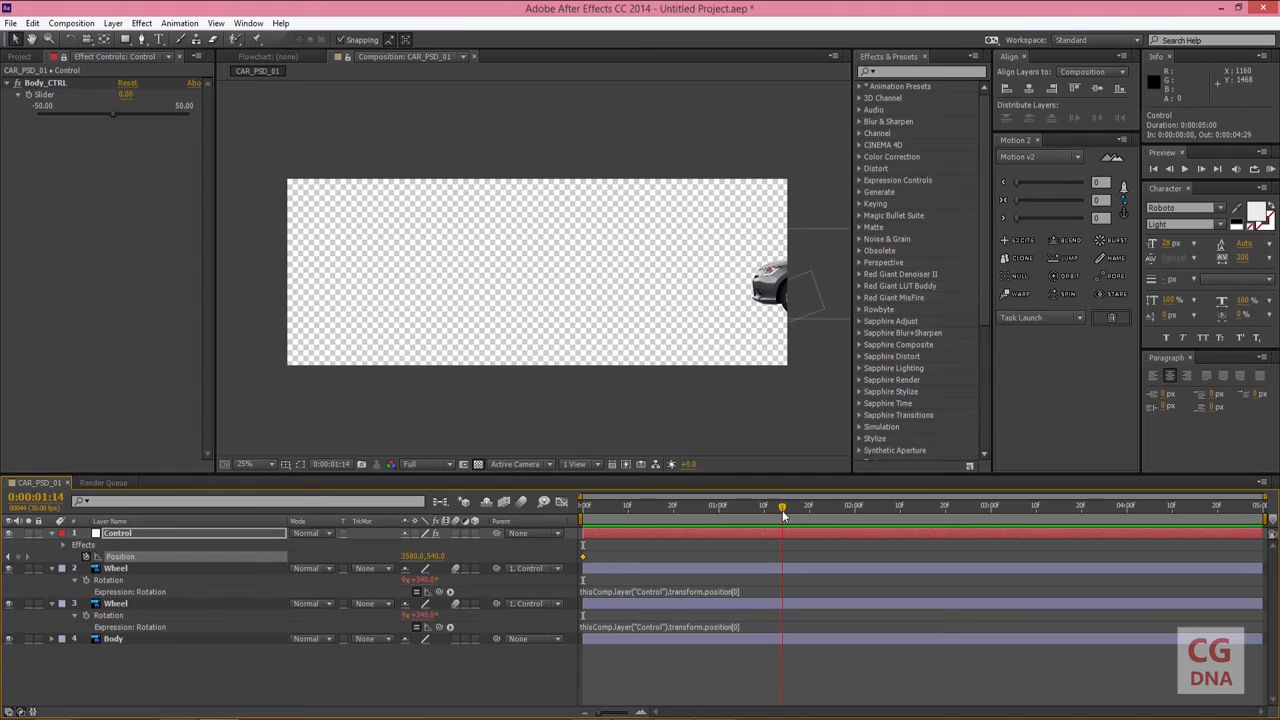 Adobe After Effects CC 2014 - Untitled Project.aep *
File Edit Composition Layer Effect Animation View Window Help
Snapping
Workspace: Standard
Search Help
Project
Effect Controls: Control
Flowchart: (none)
Composition: CAR_PSD_01
Effects & Presets
Align
Info
CAR_PSD_01 • Control
CAR_PSD_01
Body_CTRL Reset Abo
Slider 0.00
-50.00 50.00
* Animation Presets
3D Channel
Audio
Blur & Sharpen
Channel
CINEMA 4D
Color Correction
Distort
Expression Controls
Generate
Keying
Magic Bullet Suite
Matte
Noise & Grain
Obsolete
Perspective
Red Giant Denoiser II
Red Giant LUT Buddy
Red Giant MisFire
Rowbyte
Sapphire Adjust
Sapphire Blur+Sharpen
Sapphire Composite
Sapphire Distort
Sapphire Lighting
Sapphire Render
Sapphire Stylize
Sapphire Time
Sapphire Transitions
Simulation
Stylize
Synthetic Aperture
Align Layers to: Composition
Distribute Layers:
Motion 2
Motion v2
0
0
0
EXCITE BLEND BURST
CLONE JUMP NAME
NULL ORBIT ROPE
WARP SPIN STARE
Task Launch
R:
G:
B:
A: 0
X: 1160
Y: 1468
Control
Duration: 0:00:05:00
In: 0:00:00:00, Out: 0:00:04:29
Preview
Character
Roboto
Light
28 px Auto
Optical 200
- px
100 % 100 %
0 px 0 %
T T TT Tt T' T,
Paragraph
0 px 0 px 0 px
0 px 0 px
25% 0:00:01:14 Full Active Camera 1 View +0.0
CAR_PSD_01
Render Queue
0:00:01:14
00044 (30.00 fps)
:00F 10F 20F 01:00F 10F 20F 02:00F 10F 20F 03:00F 10F 20F 04:00F 10F 20F 05:0
# Layer Name Mode T TrkMat Parent
1 Control Normal None
Effects
Position 3580.0,540.0
2 Wheel Normal None 1. Control
Rotation 9x+340.0°
Expression: Rotation thisComp.layer("Control").transform.position[0]
3 Wheel Normal None 1. Control
Rotation 9x+340.0°
Expression: Rotation thisComp.layer("Control").transform.position[0]
4 Body Normal None None
CG
DNA